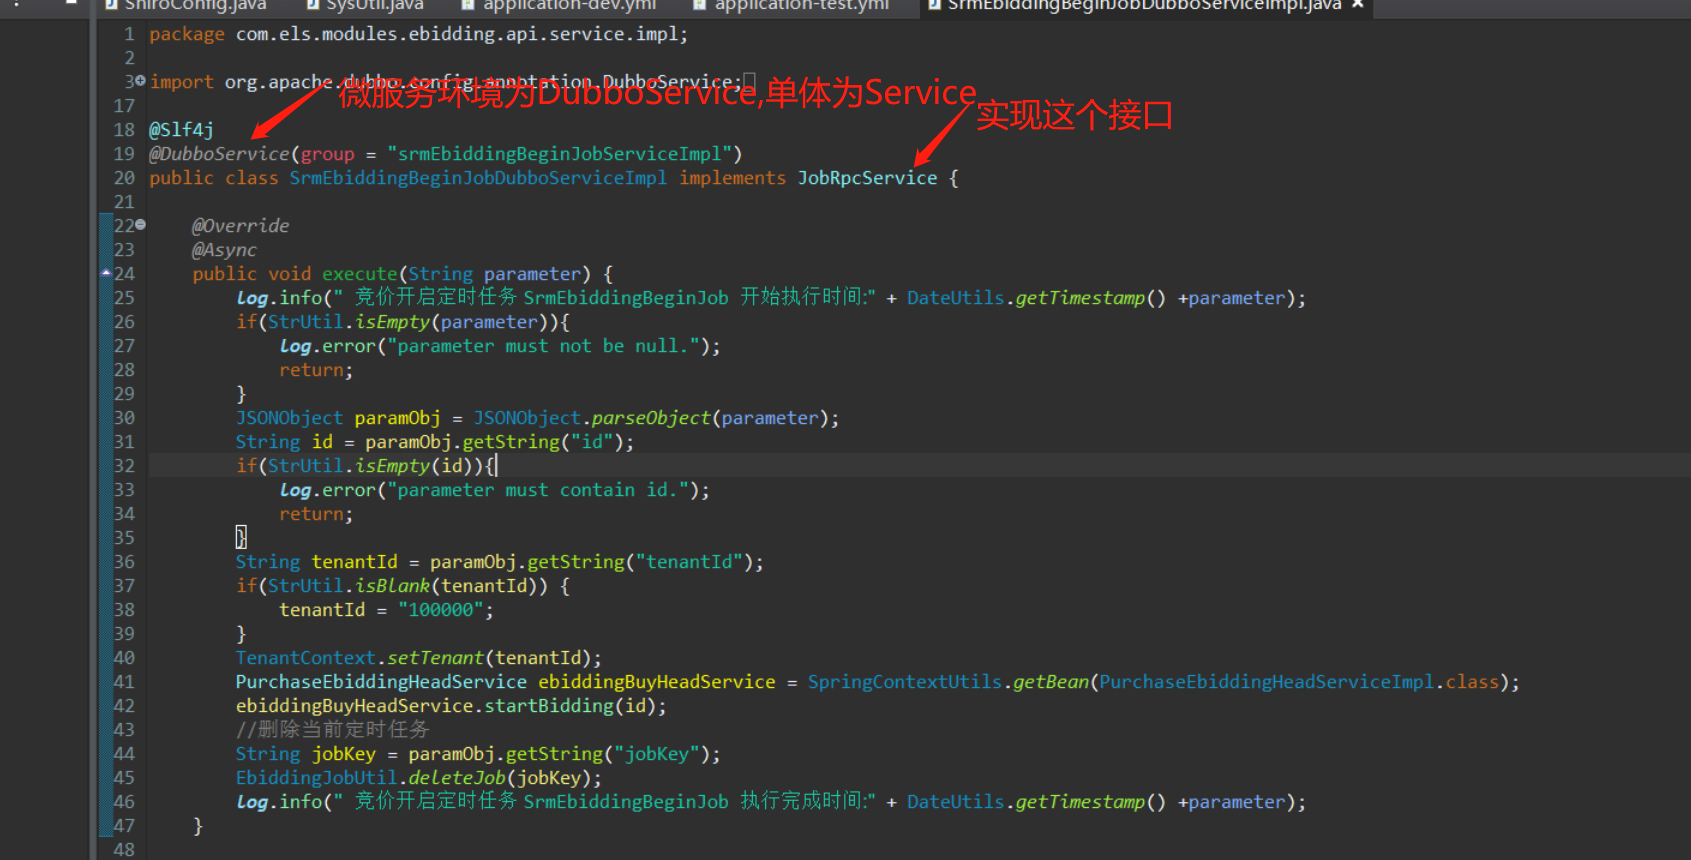 ShiroConfig.java SysUtil.java application-dev.yml application-test.yml SrmEbiddingBeginJobDubboServiceImpl.java
1 package com.els.modules.ebidding.api.service.impl;
2
3 import org.apache.dubbo.config.annotation.DubboService;
微服务环境为DubboService,单体为Service
实现这个接口
17
18 @Slf4j
19 @DubboService(group = "srmEbiddingBeginJobServiceImpl")
20 public class SrmEbiddingBeginJobDubboServiceImpl implements JobRpcService {
21
22 @Override
23 @Async
24 public void execute(String parameter) {
25 log.info(" 竞价开启定时任务 SrmEbiddingBeginJob 开始执行时间:" + DateUtils.getTimestamp() +parameter);
26 if(StrUtil.isEmpty(parameter)){
27 log.error("parameter must not be null.");
28 return;
29 }
30 JSONObject paramObj = JSONObject.parseObject(parameter);
31 String id = paramObj.getString("id");
32 if(StrUtil.isEmpty(id)){
33 log.error("parameter must contain id.");
34 return;
35 }
36 String tenantId = paramObj.getString("tenantId");
37 if(StrUtil.isBlank(tenantId)) {
38 tenantId = "100000";
39 }
40 TenantContext.setTenant(tenantId);
41 PurchaseEbiddingHeadService ebiddingBuyHeadService = SpringContextUtils.getBean(PurchaseEbiddingHeadServiceImpl.class);
42 ebiddingBuyHeadService.startBidding(id);
43 //删除当前定时任务
44 String jobKey = paramObj.getString("jobKey");
45 EbiddingJobUtil.deleteJob(jobKey);
46 log.info(" 竞价开启定时任务 SrmEbiddingBeginJob 执行完成时间:" + DateUtils.getTimestamp() +parameter);
47 }
48